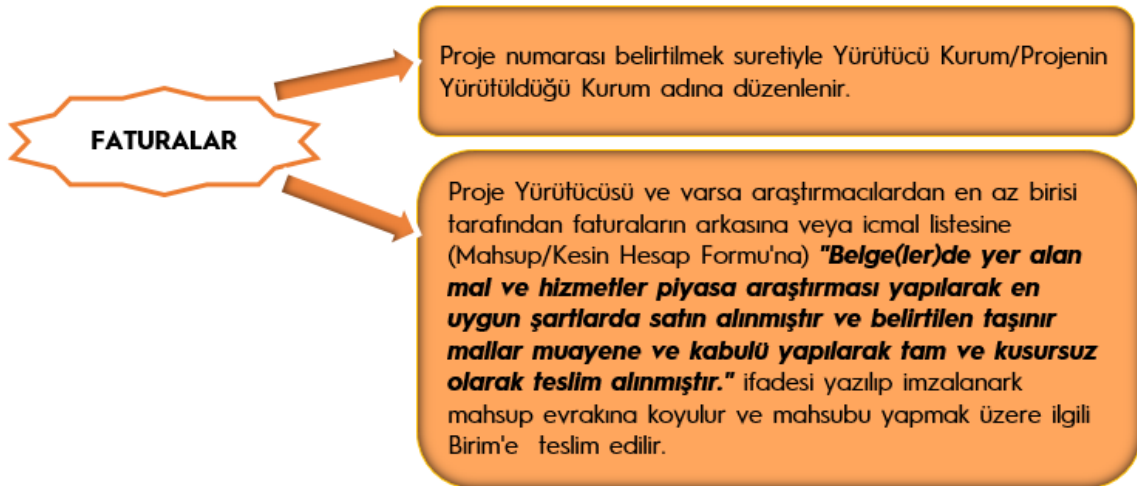 Proje numarası belirtilmek suretiyle Yürütücü Kurum/Projenin
Yürütüldüğü Kurum adına düzenlenir.
FATURALAR
Proje Yürütücüsü ve varsa araştırmacılardan en az birisi
tarafından faturaların arkasına veya icmal listesine
(Mahsup/Kesin Hesap Formu'na) "Belge(ler)de yer alan
mal ve hizmetler piyasa araştırması yapılarak en
uygun şartlarda satın alınmıştır ve belirtilen taşınır
mallar muayene ve kabulü yapılarak tam ve kusursuz
olarak teslim alınmıştır." ifadesi yazılıp imzalanark
mahsup evrakına koyulur ve mahsubu yapmak üzere ilgili
Birim'e teslim edilir.